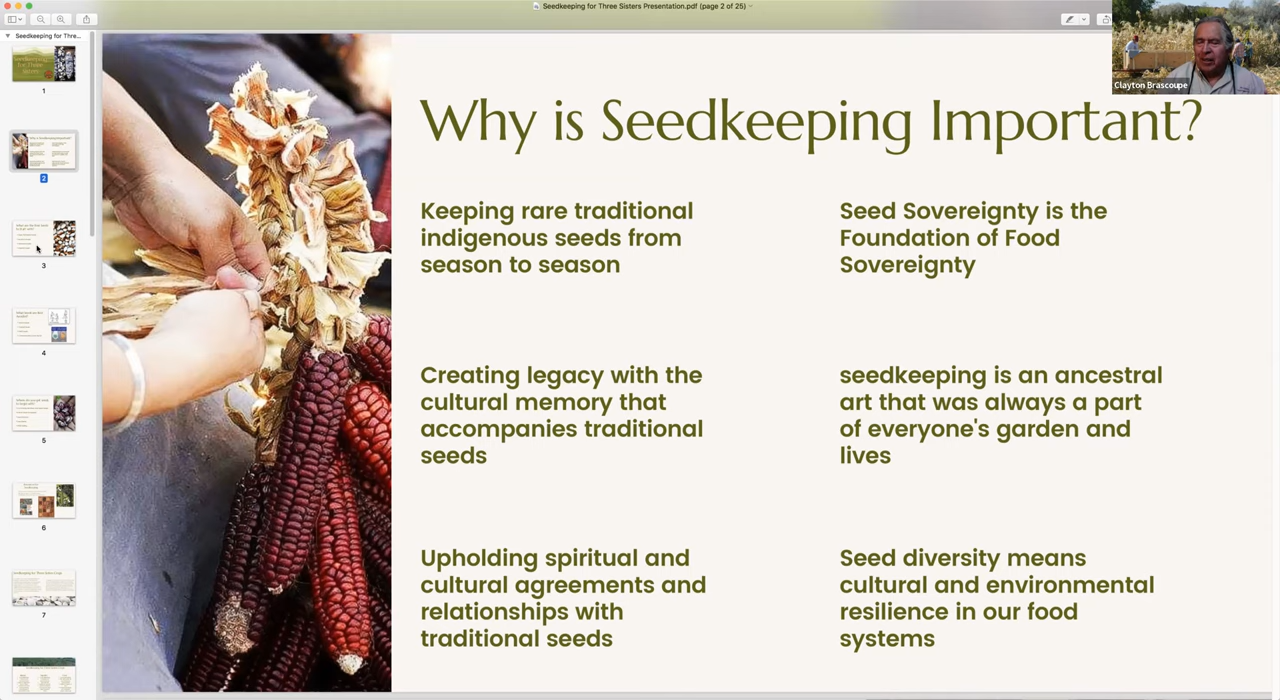 Seedkeeping for Three Sisters Presentation.pdf (page 2 of 25)
Seedkeeping for Thre...
1
2
3
4
5
6
7
Clayton Brascoupe
Why is Seedkeeping Important?
Keeping rare traditional
indigenous seeds from
season to season
Seed Sovereignty is the
Foundation of Food
Sovereignty
Creating legacy with the
cultural memory that
accompanies traditional
seeds
seedkeeping is an ancestral
art that was always a part
of everyone's garden and
lives
Upholding spiritual and
cultural agreements and
relationships with
traditional seeds
Seed diversity means
cultural and environmental
resilience in our food
systems